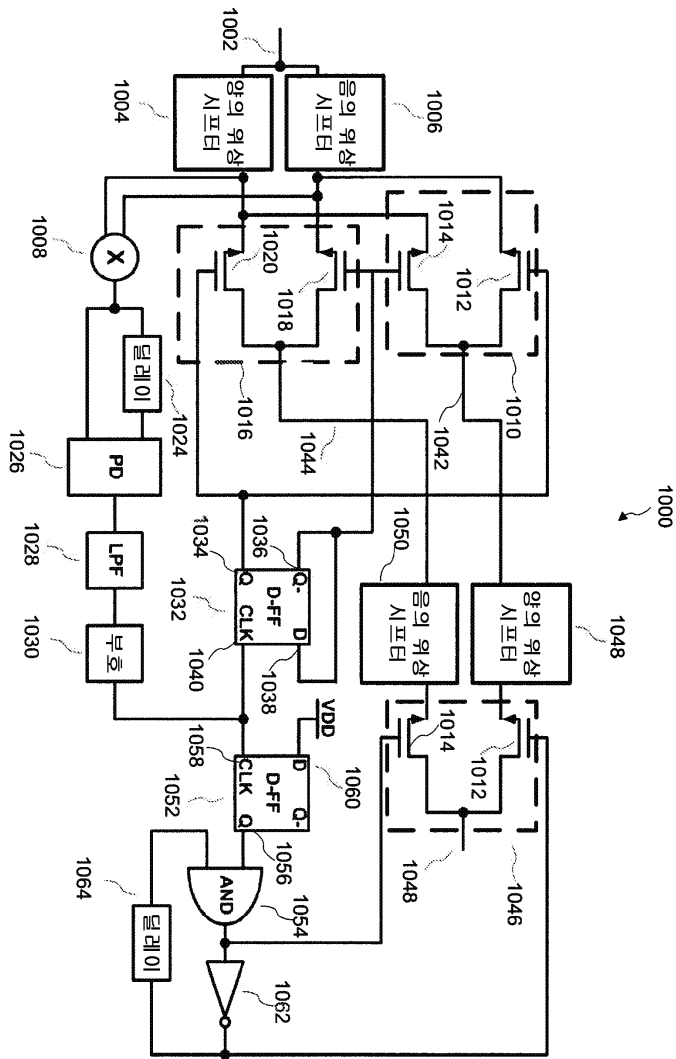 1000
1002
1006
음의 위상
시프터
1004
양의 위상
시프터
1012
1014
1010
1042
1018
1020
1016
1044
1048
양의 위상
시프터
1050
음의 위상
시프터
1012
1014
1046
1048
1008
X
딜레이
1024
PD
1026
LPF
1028
부호
1030
1036
Q-
D
1038
D-FF
1034
Q
CLK
1040
1032
VDD
D
Q-
1060
D-FF
1058
CLK
Q
1056
1052
AND
1054
1062
딜레이
1064